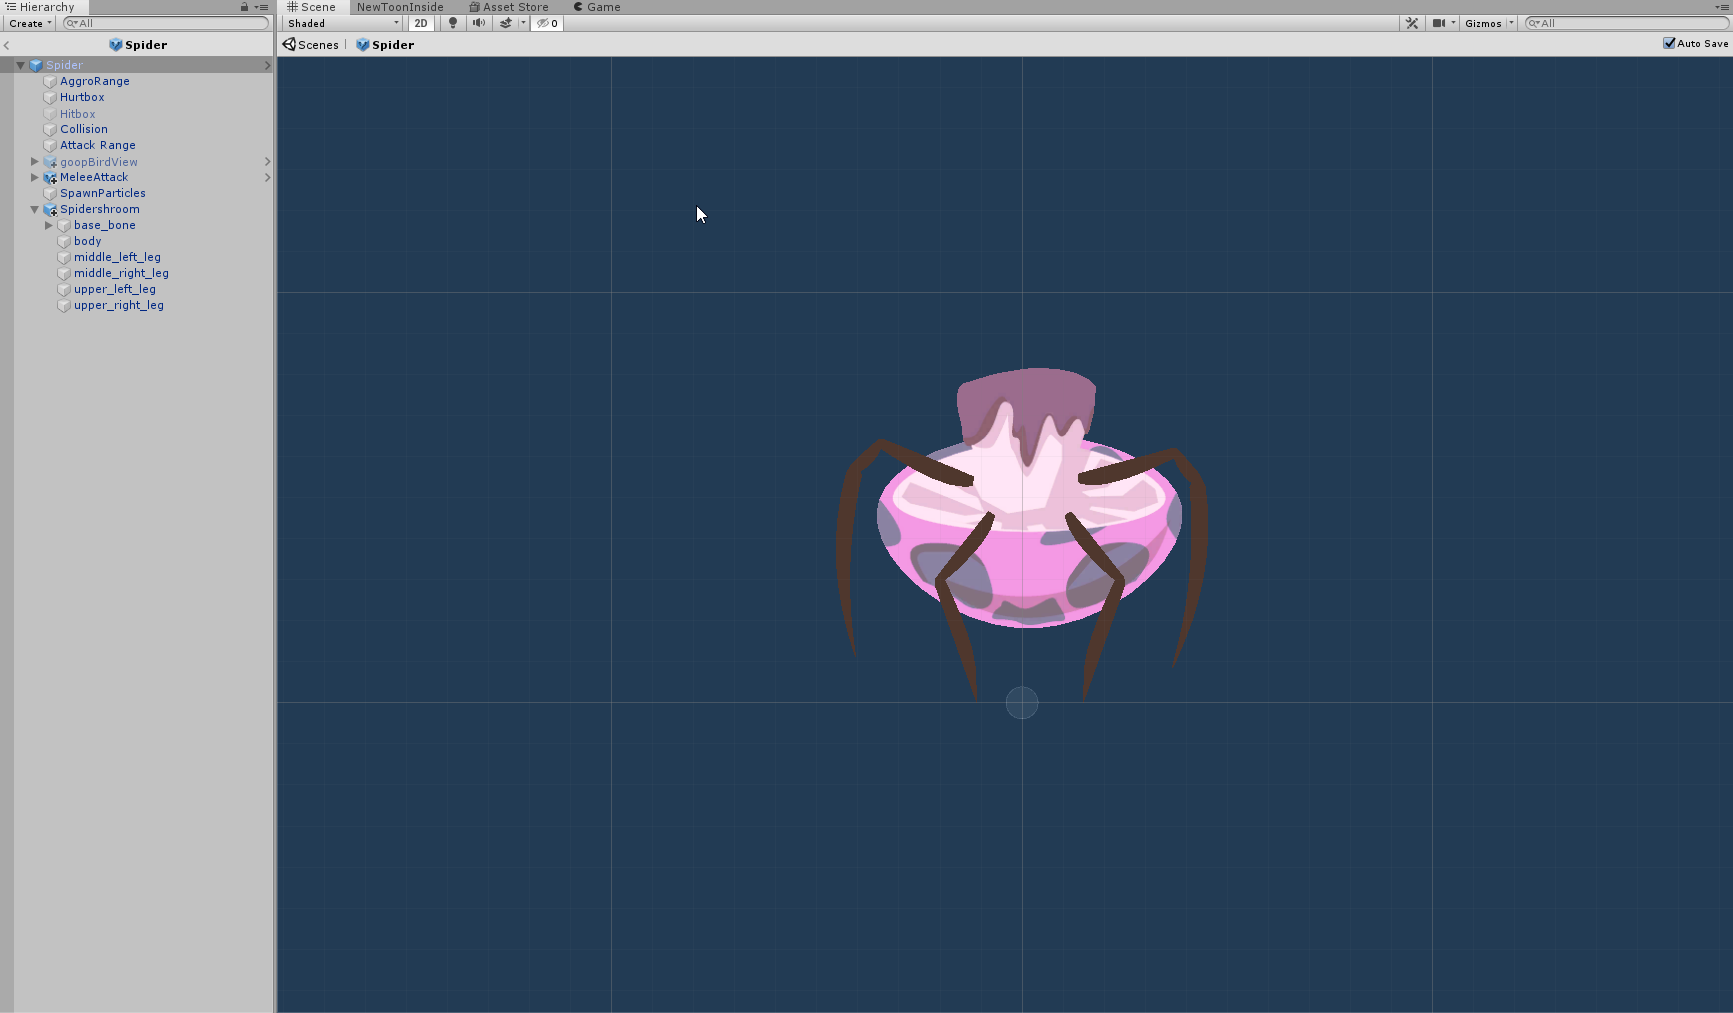 Hierarchy
Create
All
Spider
Spider
AggroRange
Hurtbox
Hitbox
Collision
Attack Range
goopBirdView
MeleeAttack
SpawnParticles
Spidershroom
base_bone
body
middle_left_leg
middle_right_leg
upper_left_leg
upper_right_leg
Scene NewToonInside Asset Store Game
Shaded 2D 0 Gizmos All
Scenes Spider Auto Save